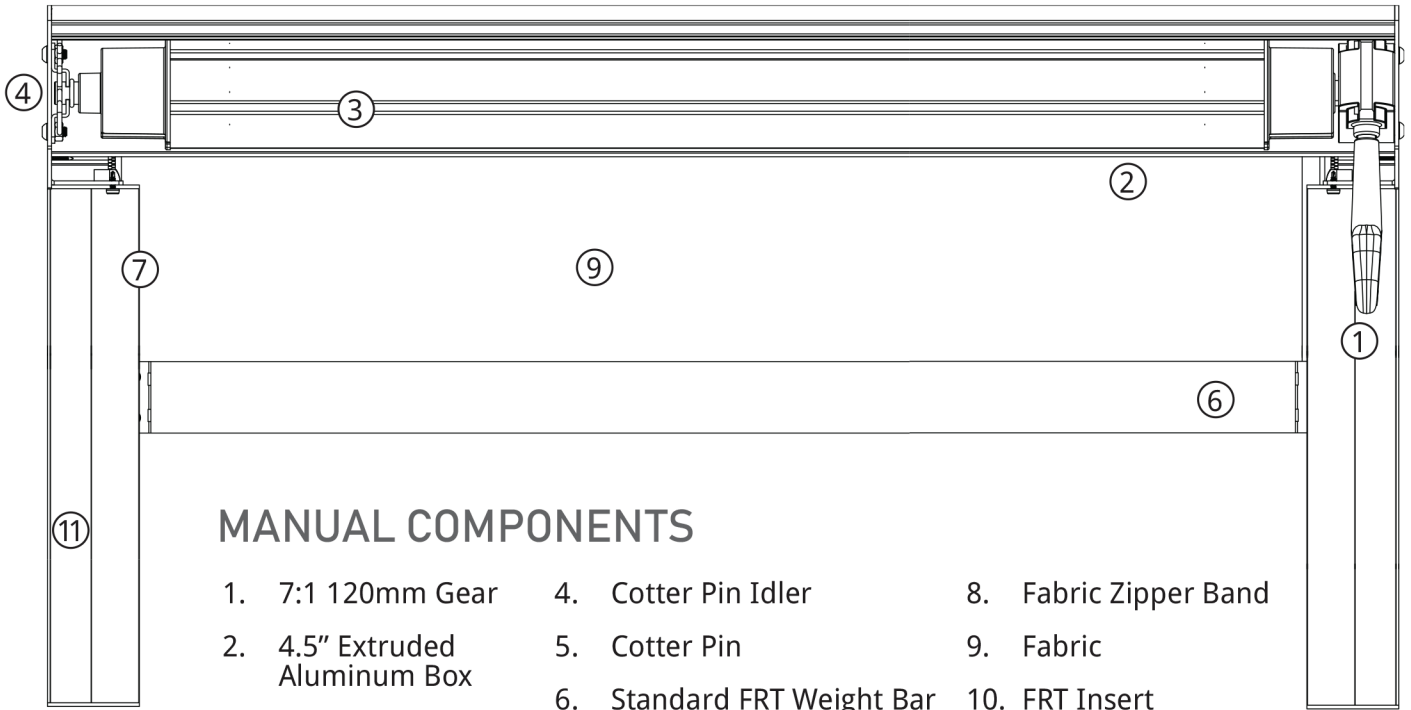 4
3
2
7
9
1
6
11
MANUAL COMPONENTS
1. 7:1 120mm Gear
2. 4.5” Extruded
Aluminum Box
4. Cotter Pin Idler
5. Cotter Pin
6. Standard FRT Weight Bar
8. Fabric Zipper Band
9. Fabric
10. FRT Insert